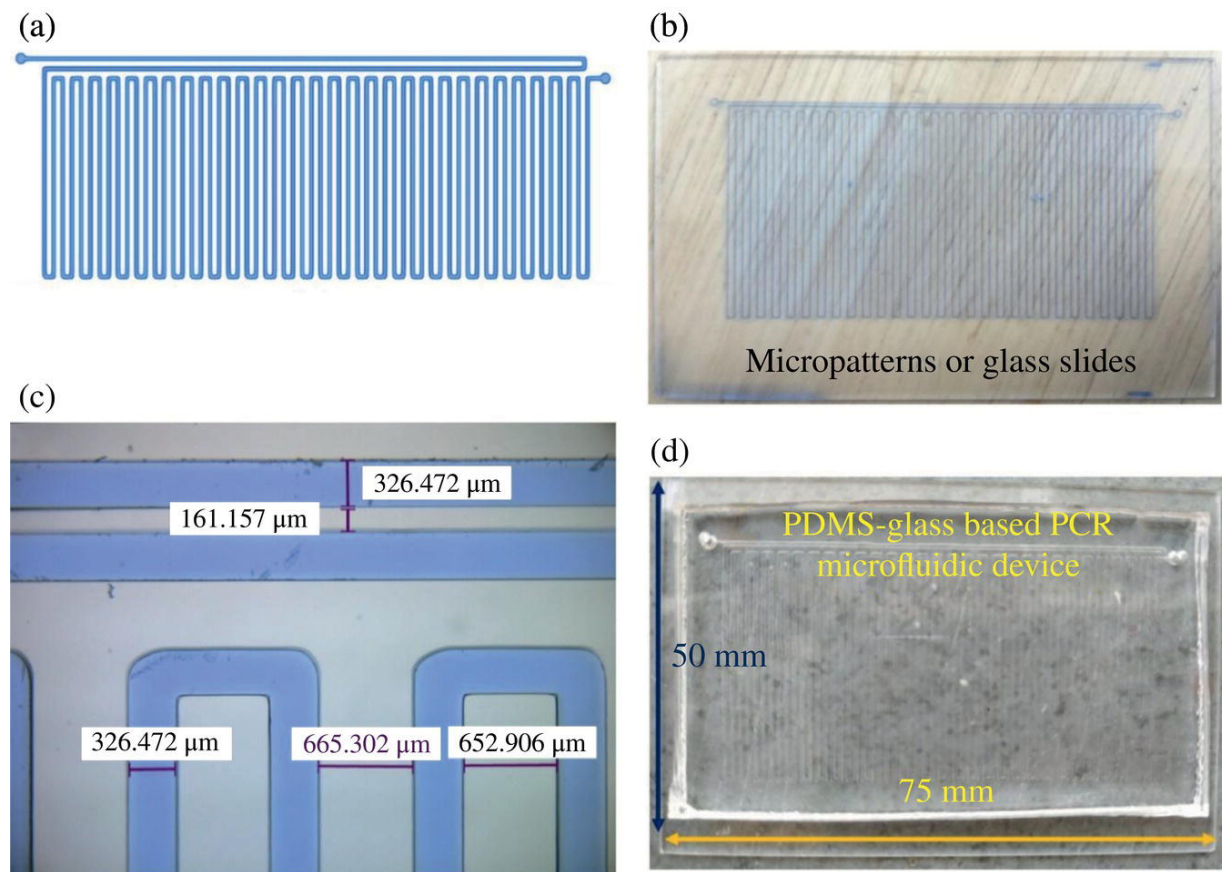 (a)
(b)
Micropatterns or glass slides
(c)
326.472 μm
161.157 μm
326.472 μm
665.302 μm
652.906 μm
(d)
PDMS-glass based PCR
microfluidic device
50 mm
75 mm